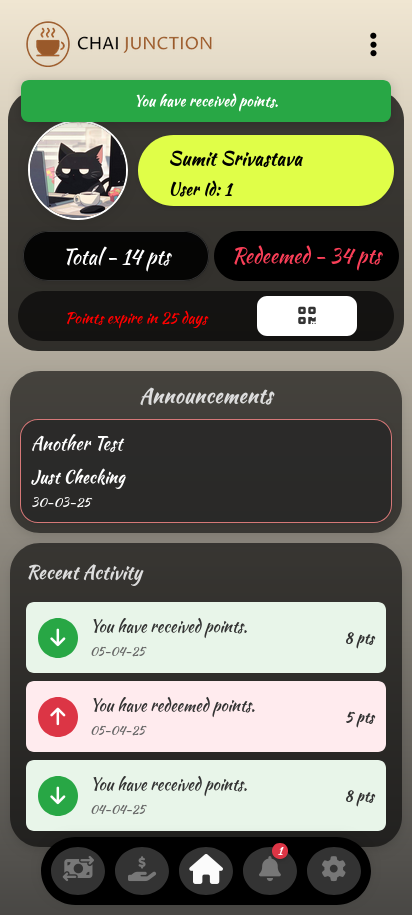 CHAI JUNCTION
You have received points.
Sumit Srivastava
User Id: 1
Total - 14 pts
Redeemed - 34 pts
Points expire in 25 days
Announcements
Another Test
Just Checking
30-03-25
Recent Activity
You have received points.
05-04-25
8 pts
You have redeemed points.
05-04-25
5 pts
You have received points.
04-04-25
8 pts
1